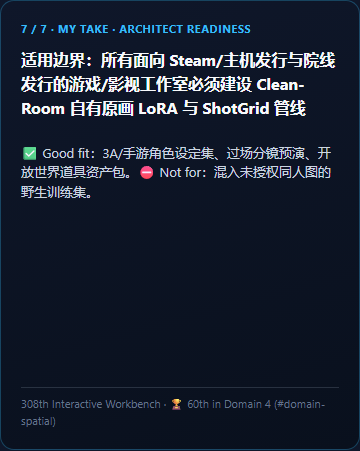 7 / 7 · MY TAKE · ARCHITECT READINESS
适用边界：所有面向 Steam/主机发行与院线
发行的游戏/影视工作室必须建设 Clean-
Room 自有原画 LoRA 与 ShotGrid 管线
✅ Good fit：3A/手游角色设定集、过场分镜预演、开
放世界道具资产包。⛔ Not for：混入未授权同人图的
野生训练集。
308th Interactive Workbench · 🏆 60th in Domain 4 (#domain-
spatial)